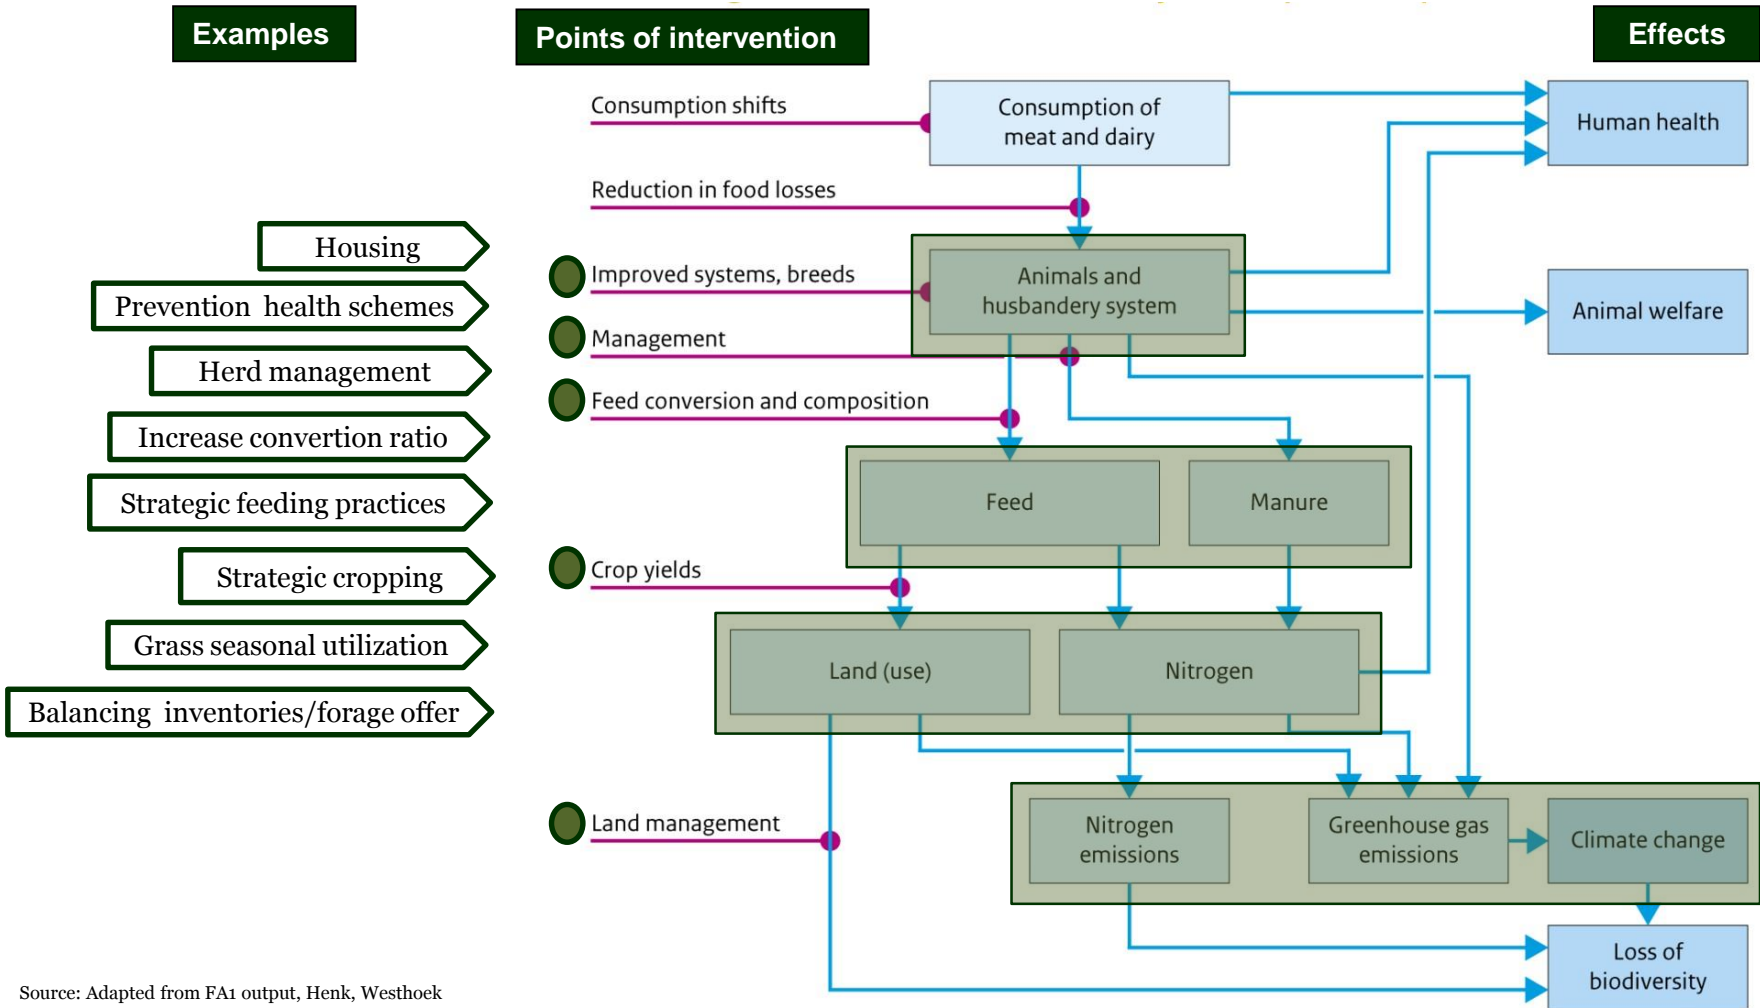 Examples
Points of intervention
Effects
Consumption shifts
Consumption of
meat and dairy
Human health
Reduction in food losses
Housing
Improved systems, breeds
Animals and
husbandery system
Animal welfare
Prevention health schemes
Management
Herd management
Feed conversion and composition
Increase convertion ratio
Feed
Manure
Strategic feeding practices
Crop yields
Strategic cropping
Grass seasonal utilization
Land (use)
Nitrogen
Balancing inventories/forage offer
Land management
Nitrogen
emissions
Greenhouse gas
emissions
Climate change
Loss of
biodiversity
Source: Adapted from FA1 output, Henk, Westhoek